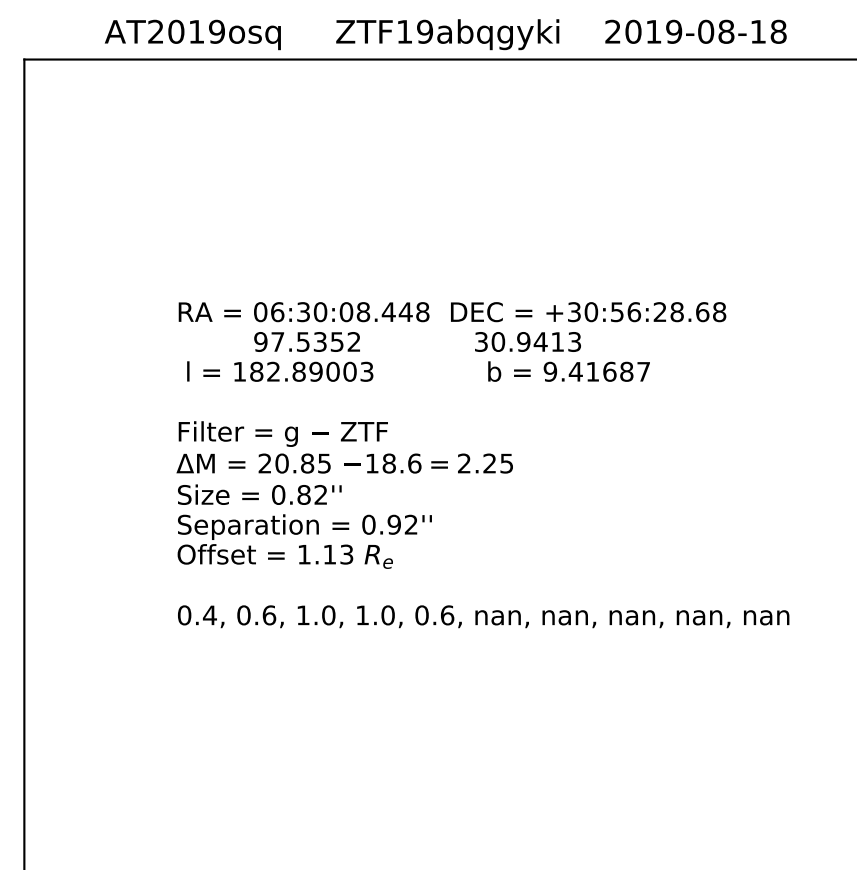 AT2019osq ZTF19abqgyki 2019-08-18
RA = 06:30:08.448 DEC = +30:56:28.68
97.5352 30.9413
l = 182.89003 b = 9.41687
Filter = g − ZTF
ΔM = 20.85 −18.6 = 2.25
Size = 0.82''
Separation = 0.92''
Offset = 1.13 Rₑ
0.4, 0.6, 1.0, 1.0, 0.6, nan, nan, nan, nan, nan